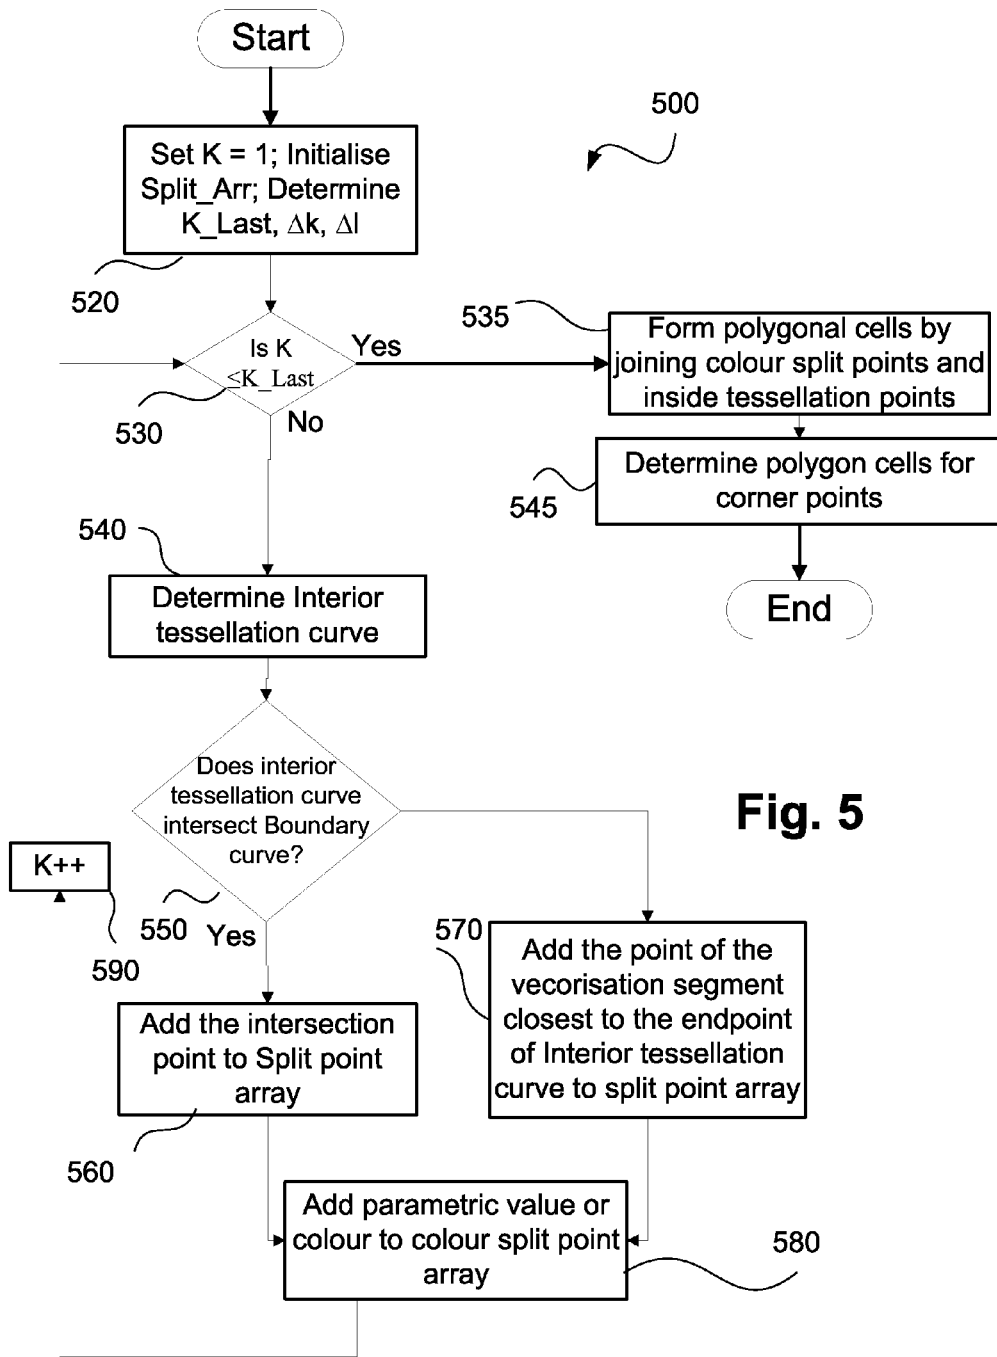 Start
500
Set K = 1; Initialise
Split_Arr; Determine
K_Last, Δk, Δl
520
535
Form polygonal cells by
joining colour split points and
inside tessellation points
Is K
≤K_Last
Yes
530
No
Determine polygon cells for
corner points
545
540
End
Determine Interior
tessellation curve
Does interior
tessellation curve
intersect Boundary
curve?
Fig. 5
K++
550
Yes
590
570
Add the point of the
vecorisation segment
closest to the endpoint
of Interior tessellation
curve to split point array
Add the intersection
point to Split point
array
560
Add parametric value or
colour to colour split point
array
580